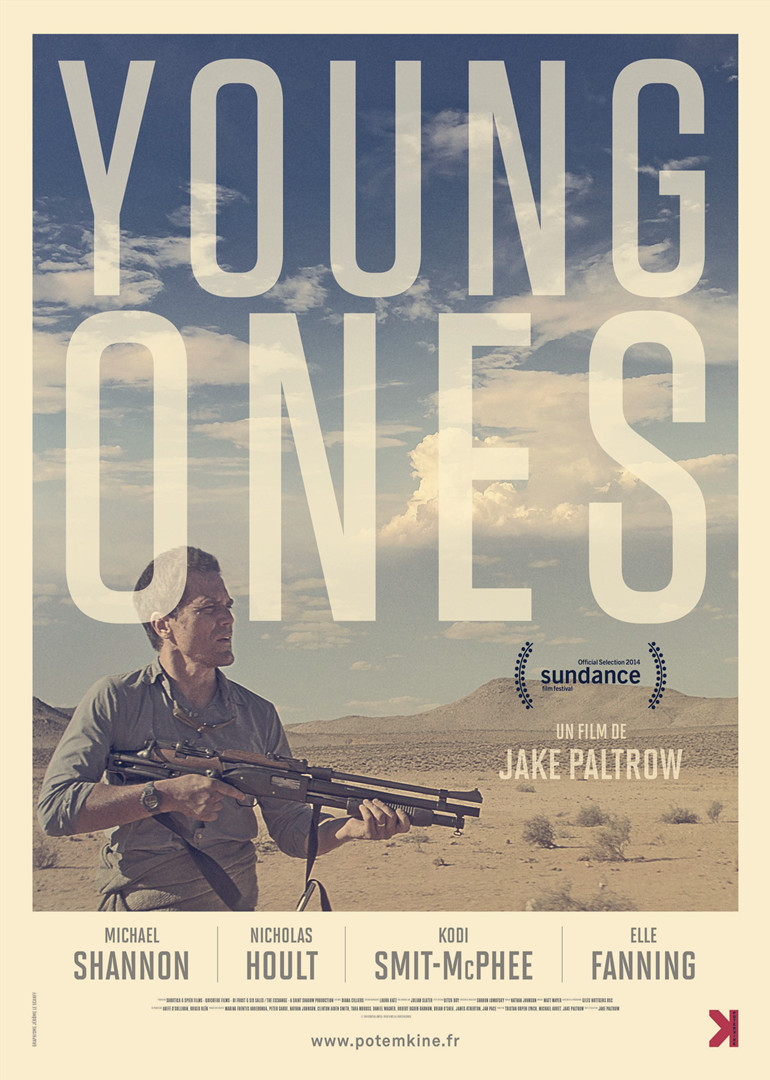 YOUNG
ONES
Official Selection 2014
sundance
film festival
UN FILM DE
JAKE PALTROW
MICHAEL
SHANNON
NICHOLAS
HOULT
KODI
SMIT-McPHEE
ELLE
FANNING
www.potemkine.fr